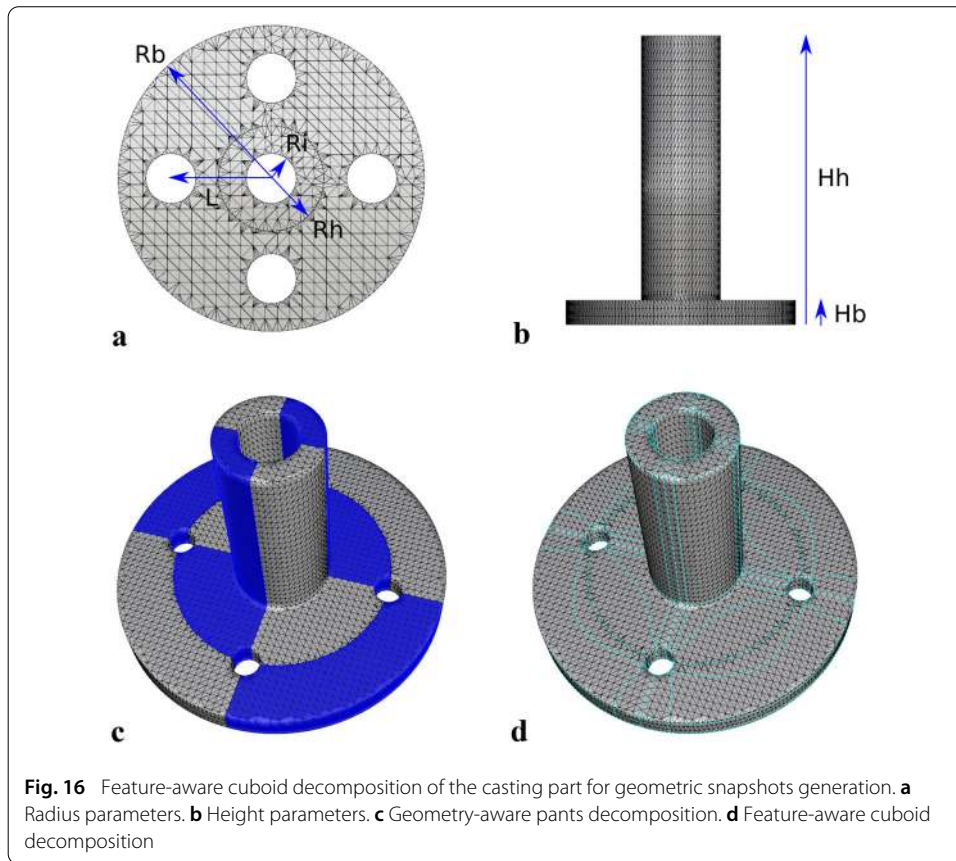 Rb
Ri
L
Rh
a
Hh
Hb
b
c
d
Fig. 16 Feature-aware cuboid decomposition of the casting part for geometric snapshots generation. a
Radius parameters. b Height parameters. c Geometry-aware pants decomposition. d Feature-aware cuboid
decomposition